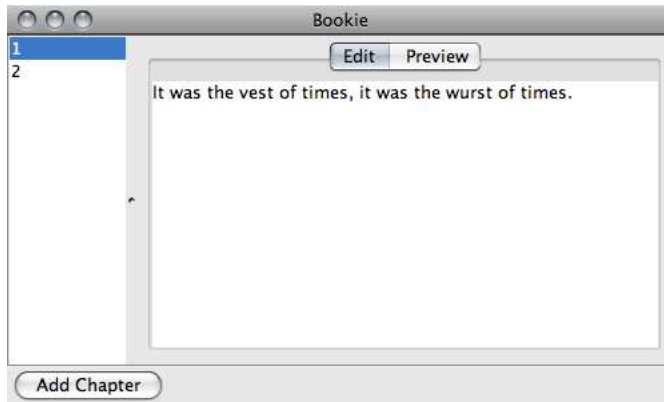 Bookie
1
2
Edit Preview
It was the vest of times, it was the wurst of times.
Add Chapter